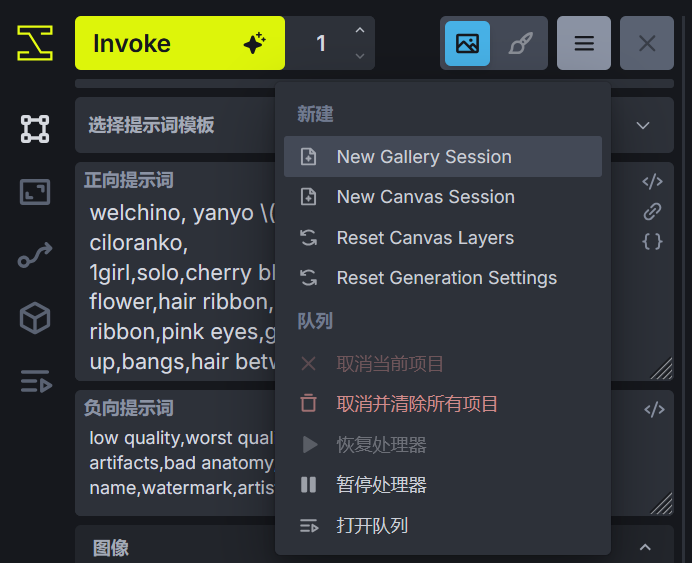 Invoke
1
选择提示词模板
正向提示词
welchino, yanyo \(
ciloranko,
1girl,solo,cherry bl
flower,hair ribbon,
ribbon,pink eyes,g
up,bangs,hair betw
负向提示词
low quality,worst qual
artifacts,bad anatomy
name,watermark,artis
图像
新建
New Gallery Session
New Canvas Session
Reset Canvas Layers
Reset Generation Settings
队列
取消当前项目
取消并清除所有项目
恢复处理器
暂停处理器
打开队列